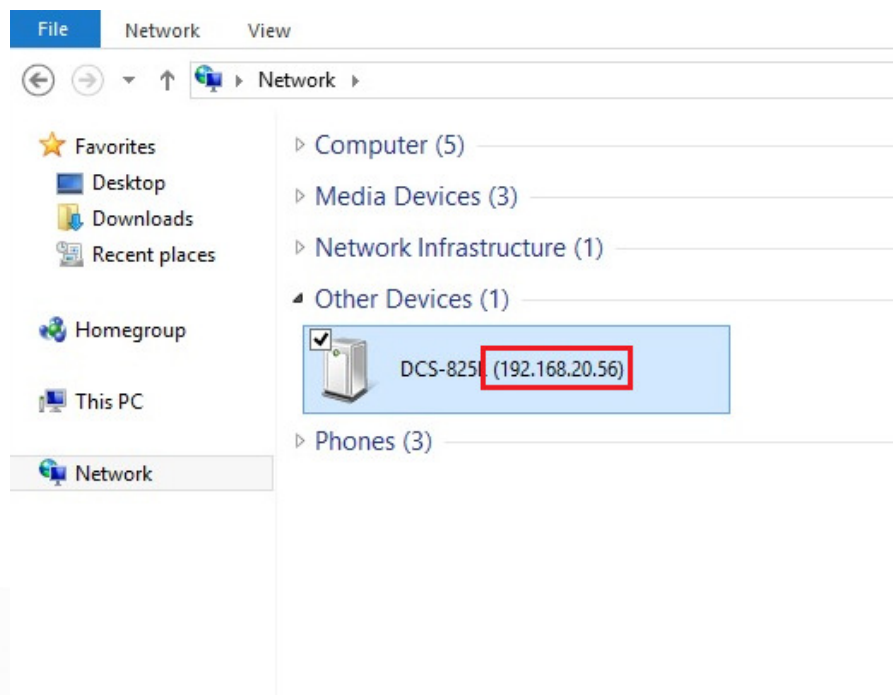 File Network View
Network
Favorites
Desktop
Downloads
Recent places
Homegroup
This PC
Network
Computer (5)
Media Devices (3)
Network Infrastructure (1)
Other Devices (1)
DCS-825L (192.168.20.56)
Phones (3)